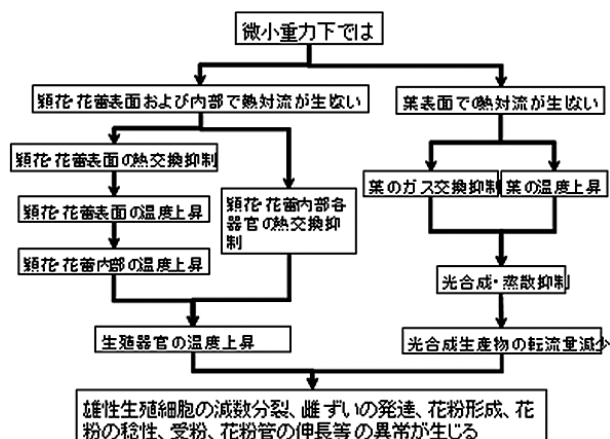 微小重力下では
穎花・花蕾表面および内部で熱対流が生じない
葉表面での熱対流が生じない
穎花・花蕾表面の熱交換抑制
穎花・花蕾表面の温度上昇
穎花・花蕾内部の温度上昇
穎花・花蕾内部各
器官の熱交換抑
制
葉のガス交換抑制
葉の温度上昇
光合成・蒸散抑制
生殖器官の温度上昇
光合成生産物の転流量減少
雄性生殖細胞の減数分裂、雌ずいの発達、花粉形成、花
粉の稔性、受粉、花粉管の伸長等の異常が生じる